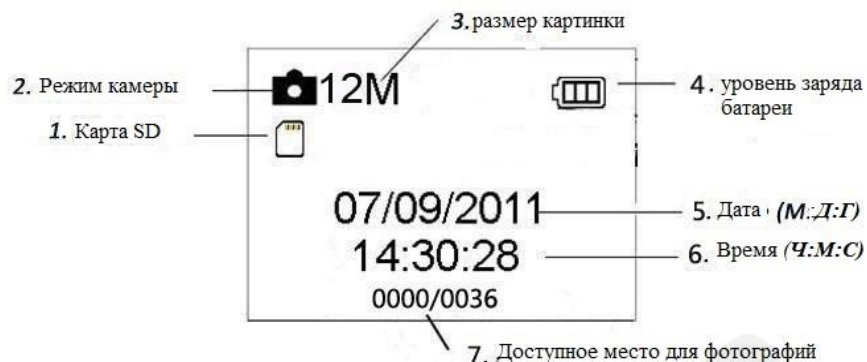 3. размер картинки
2. Режим камеры
12M
4. уровень заряда
батареи
1. Карта SD
07/09/2011
5. Дата (М:Д:Г)
14:30:28
6. Время (Ч:М:С)
0000/0036
7. Доступное место для фотографий